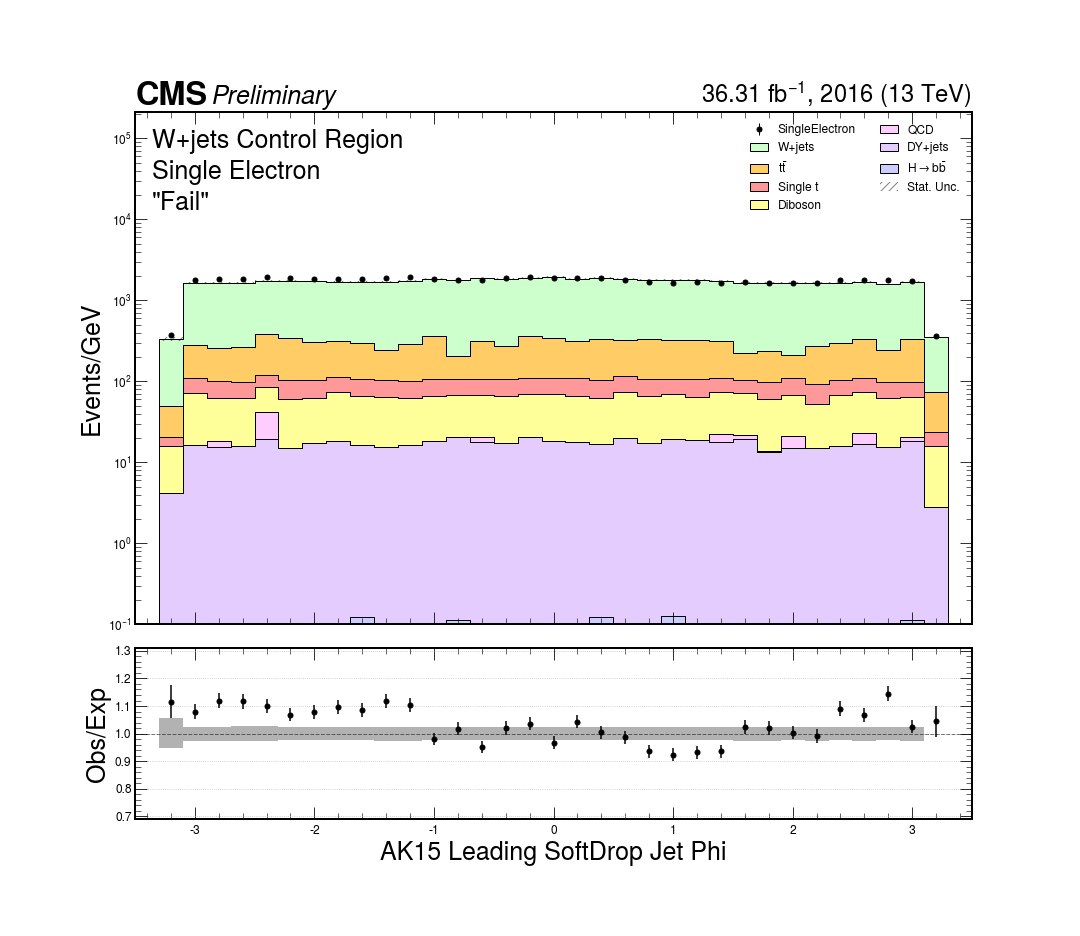 CMS Preliminary
36.31 fb⁻¹, 2016 (13 TeV)
W+jets Control Region
Single Electron
"Fail"
SingleElectron
W+jets
tt̄
Single t
Diboson
QCD
DY+jets
H→bb̄
Stat. Unc.
Events/GeV
10⁵
10⁴
10³
10²
10¹
10⁰
10⁻¹
Obs/Exp
1.3
1.2
1.1
1.0
0.9
0.8
0.7
-3 -2 -1 0 1 2 3
AK15 Leading SoftDrop Jet Phi